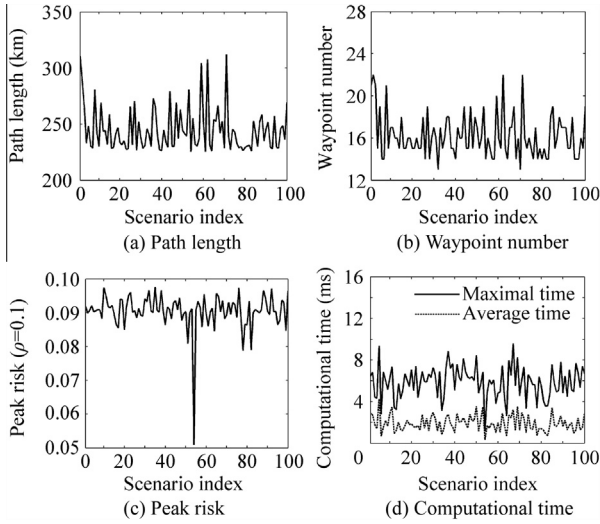 350
300
250
200
0 20 40 60 80 100
Path length (km)
Scenario index
(a) Path length
28
24
20
16
12
0 20 40 60 80 100
Waypoint number
Scenario index
(b) Waypoint number
0.10
0.09
0.08
0.07
0.06
0.05
0 20 40 60 80 100
Peak risk (ρ=0.1)
Scenario index
(c) Peak risk
16
12
8
4
0 20 40 60 80 100
Computational time (ms)
Maximal time
Average time
Scenario index
(d) Computational time